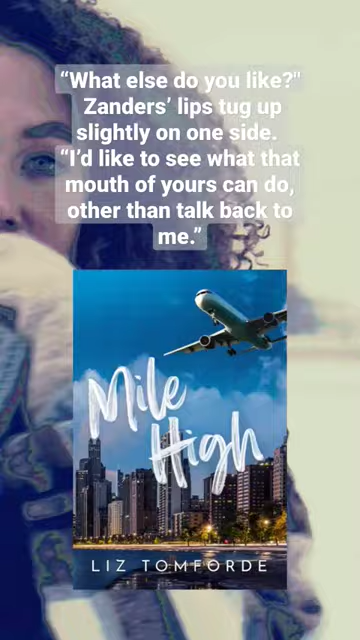 “What else do you like?"
Zanders’ lips tug up
slightly on one side.
“I’d like to see what that
mouth of yours can do,
other than talk back to
me.”
Mile
High
LIZ TOMFORDE